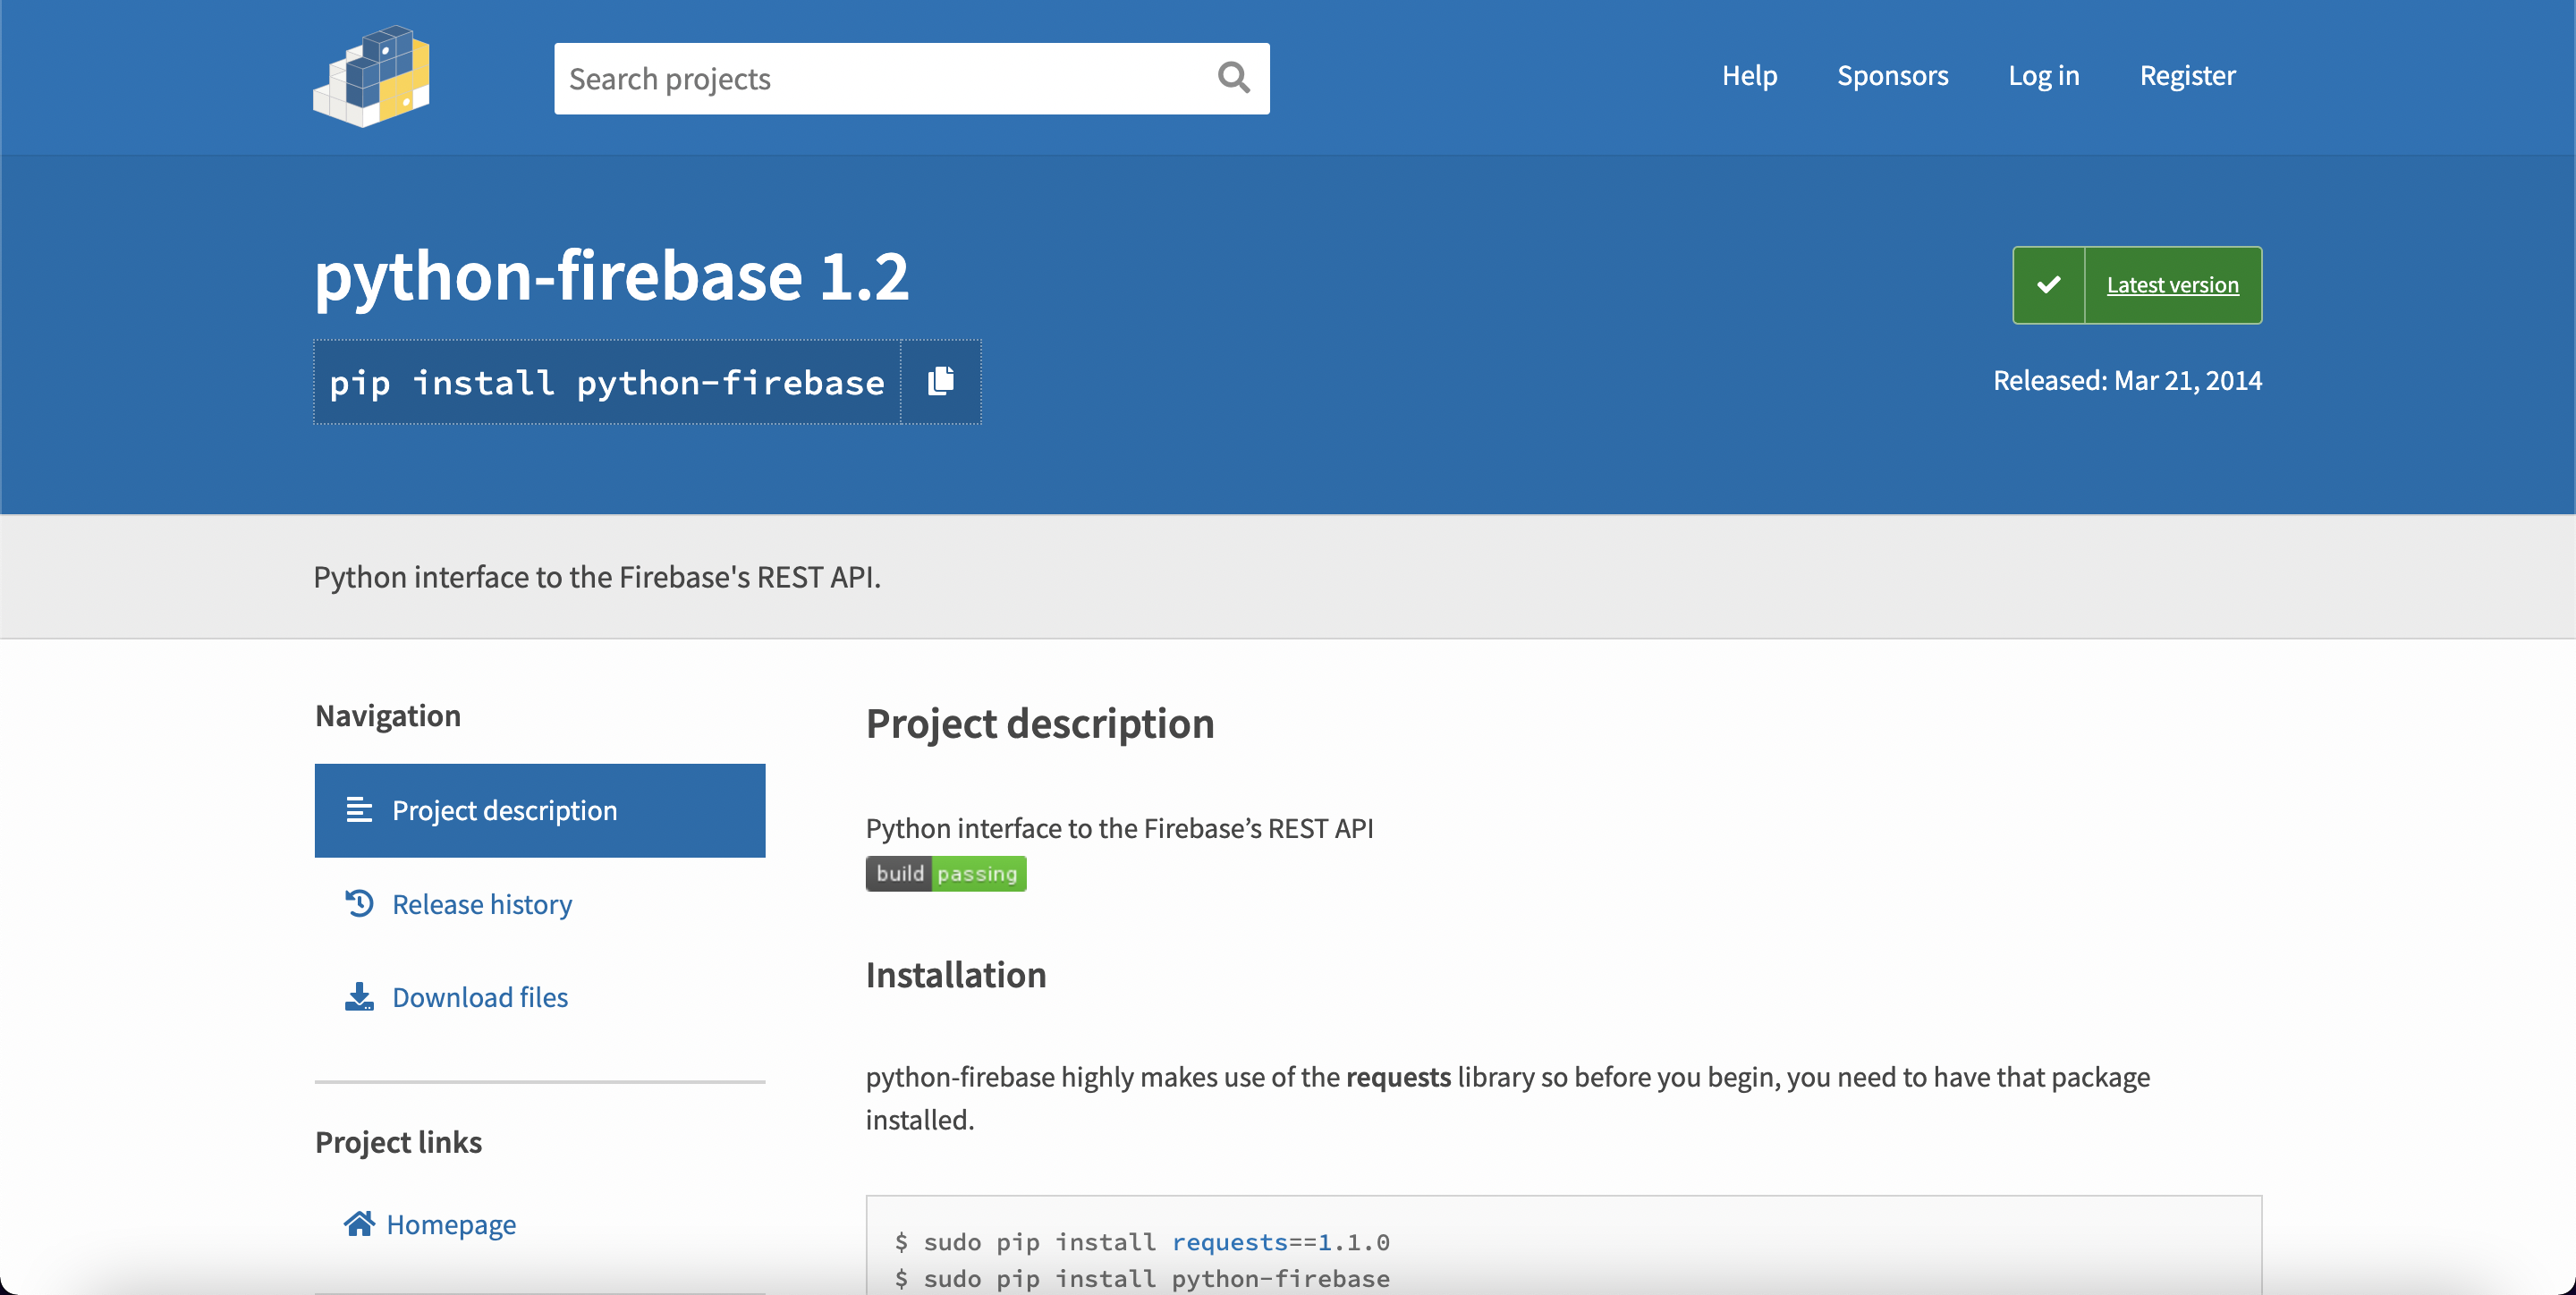 Search projects
Help
Sponsors
Log in
Register
python-firebase 1.2
Latest version
pip install python-firebase
Released: Mar 21, 2014
Python interface to the Firebase's REST API.
Navigation
Project description
Release history
Download files
Project links
Homepage
Project description
Python interface to the Firebase’s REST API
build passing
Installation
python-firebase highly makes use of the requests library so before you begin, you need to have that package
installed.
$ sudo pip install requests==1.1.0
$ sudo pip install python-firebase